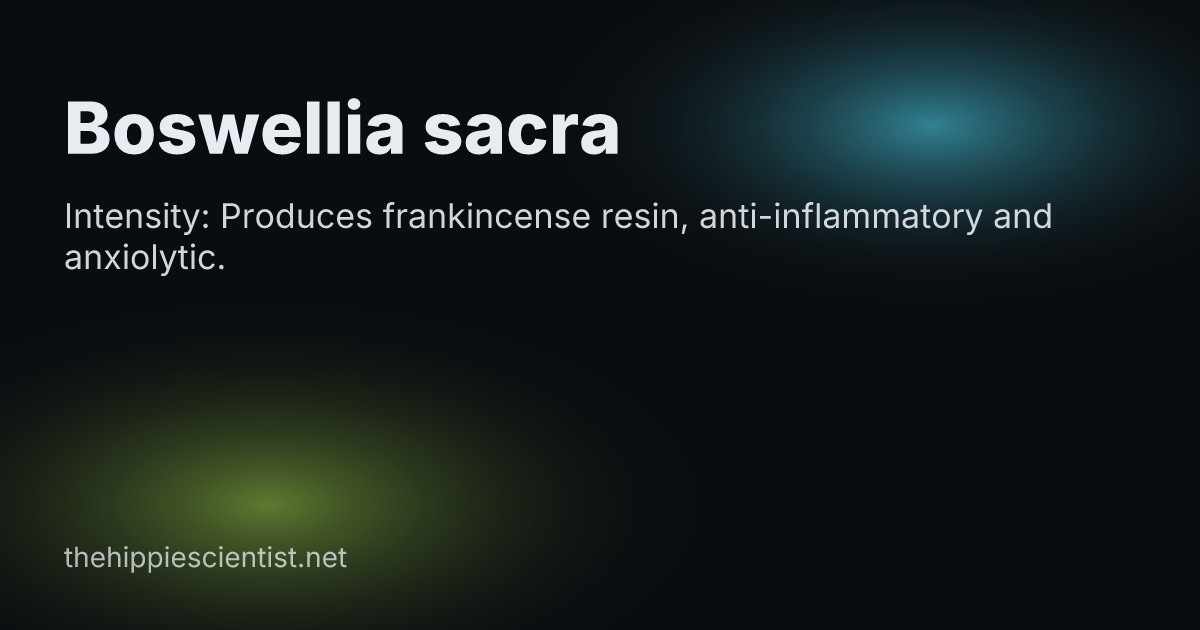 Boswellia sacra
Intensity: Produces frankincense resin, anti-inflammatory and
anxiolytic.
thehippiescientist.net